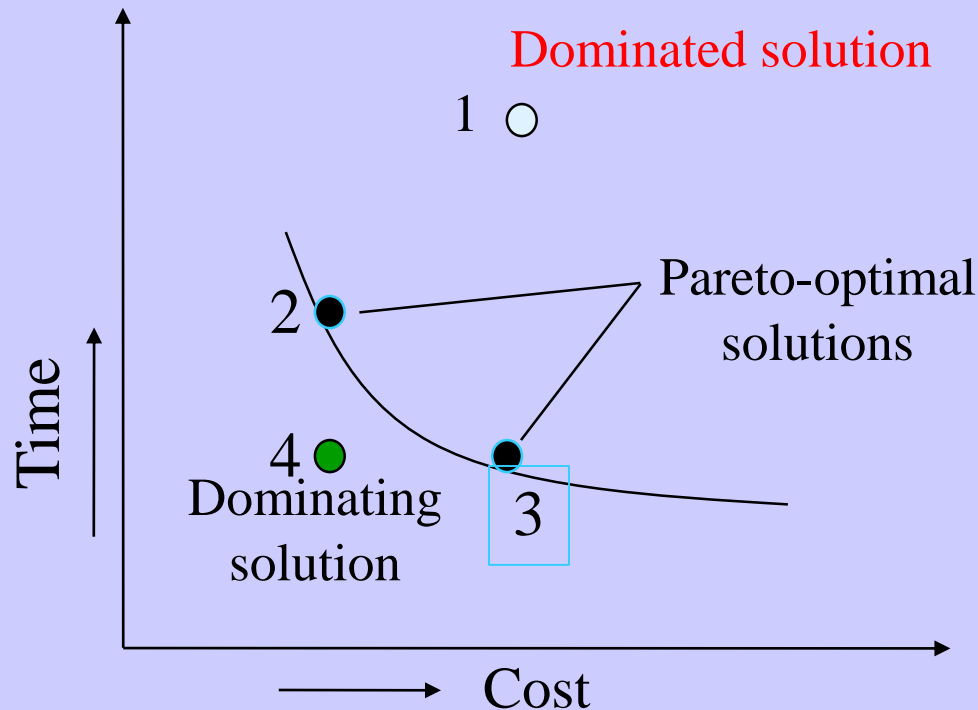 Dominated solution
1
Pareto-optimal
solutions
2
Time
4
Dominating
solution
3
Cost